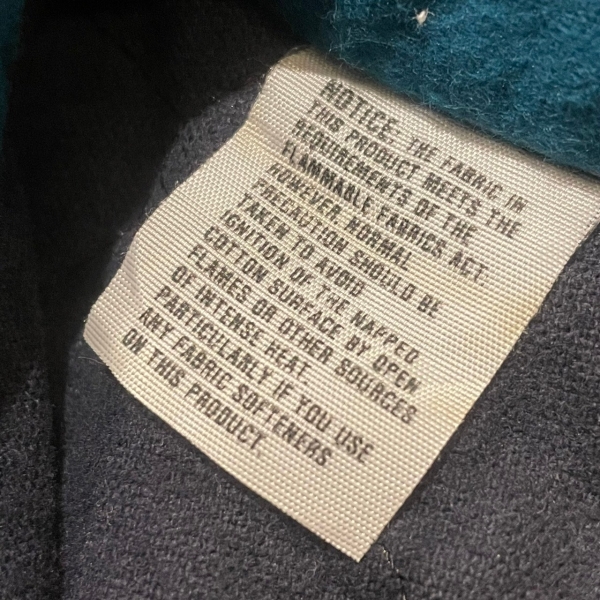 NOTICE: THE FABRIC IN
THIS PRODUCT MEETS THE
REQUIREMENTS OF THE
FLAMMABLE FABRICS ACT.
HOWEVER, NORMAL
PRECAUTION SHOULD BE
TAKEN TO AVOID
IGNITION OF THE NAPPED
COTTON SURFACE BY OPEN
FLAMES OR OTHER SOURCES
OF INTENSE HEAT.
PARTICULARLY IF YOU USE
ANY FABRIC SOFTENERS
ON THIS PRODUCT.